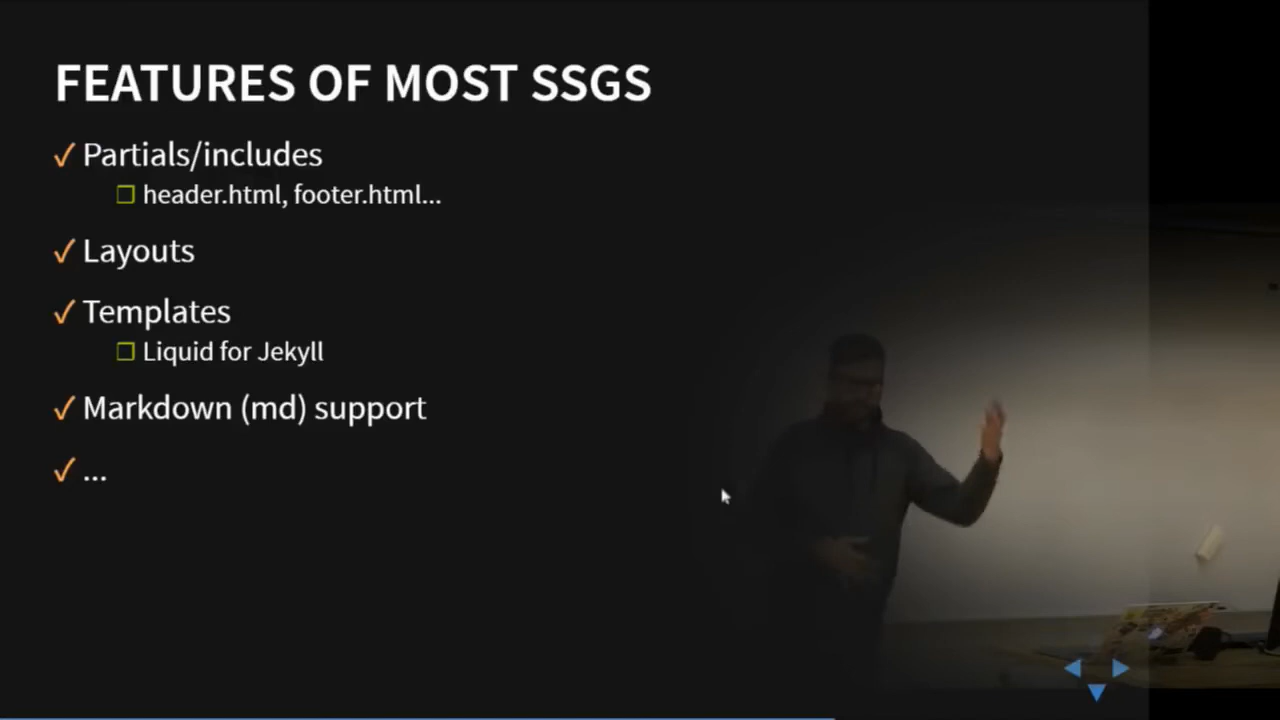 FEATURES OF MOST SSGS
✓ Partials/includes
❒ header.html, footer.html...
✓ Layouts
✓ Templates
❒ Liquid for Jekyll
✓ Markdown (md) support
✓ ...